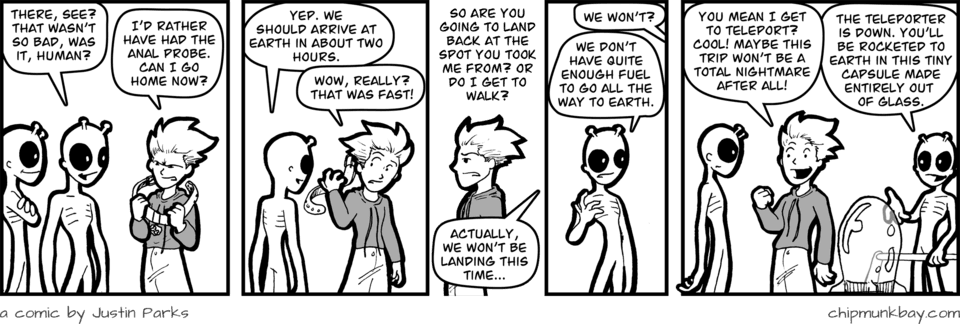 THERE, SEE?
THAT WASN'T
SO BAD, WAS
IT, HUMAN?
I'D RATHER
HAVE HAD THE
ANAL PROBE.
CAN I GO
HOME NOW?
YEP. WE
SHOULD ARRIVE AT
EARTH IN ABOUT TWO
HOURS.
WOW, REALLY?
THAT WAS FAST!
SO ARE YOU
GOING TO LAND
BACK AT THE
SPOT YOU TOOK
ME FROM? OR
DO I GET TO
WALK?
ACTUALLY,
WE WON'T BE
LANDING THIS
TIME...
WE WON'T?
WE DON'T
HAVE QUITE
ENOUGH FUEL
TO GO ALL THE
WAY TO EARTH.
YOU MEAN I GET
TO TELEPORT?
COOL! MAYBE THIS
TRIP WON'T BE A
TOTAL NIGHTMARE
AFTER ALL!
THE TELEPORTER
IS DOWN. YOU'LL
BE ROCKETED TO
EARTH IN THIS TINY
CAPSULE MADE
ENTIRELY OUT
OF GLASS.
a comic by Justin Parks
chipmunkbay.com